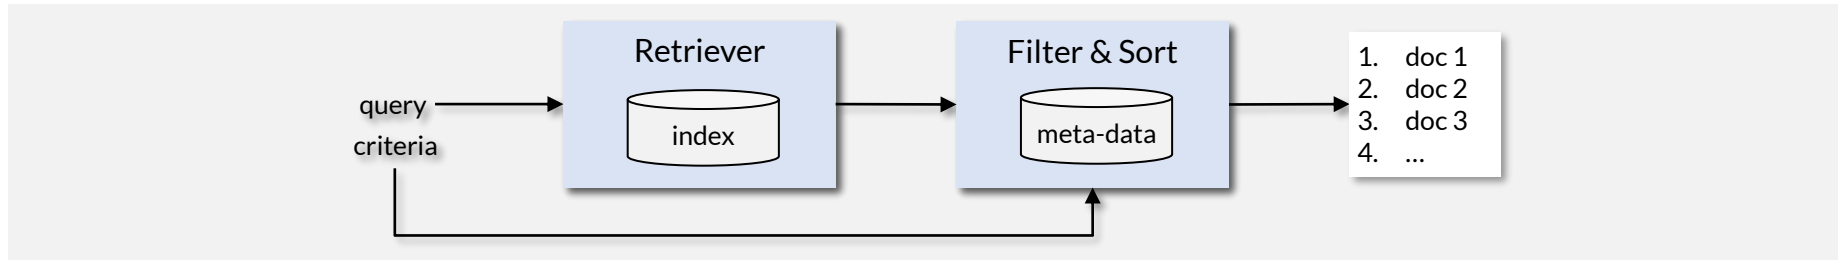 query
criteria
Retriever
index
Filter & Sort
meta-data
1. doc 1
2. doc 2
3. doc 3
4. ...